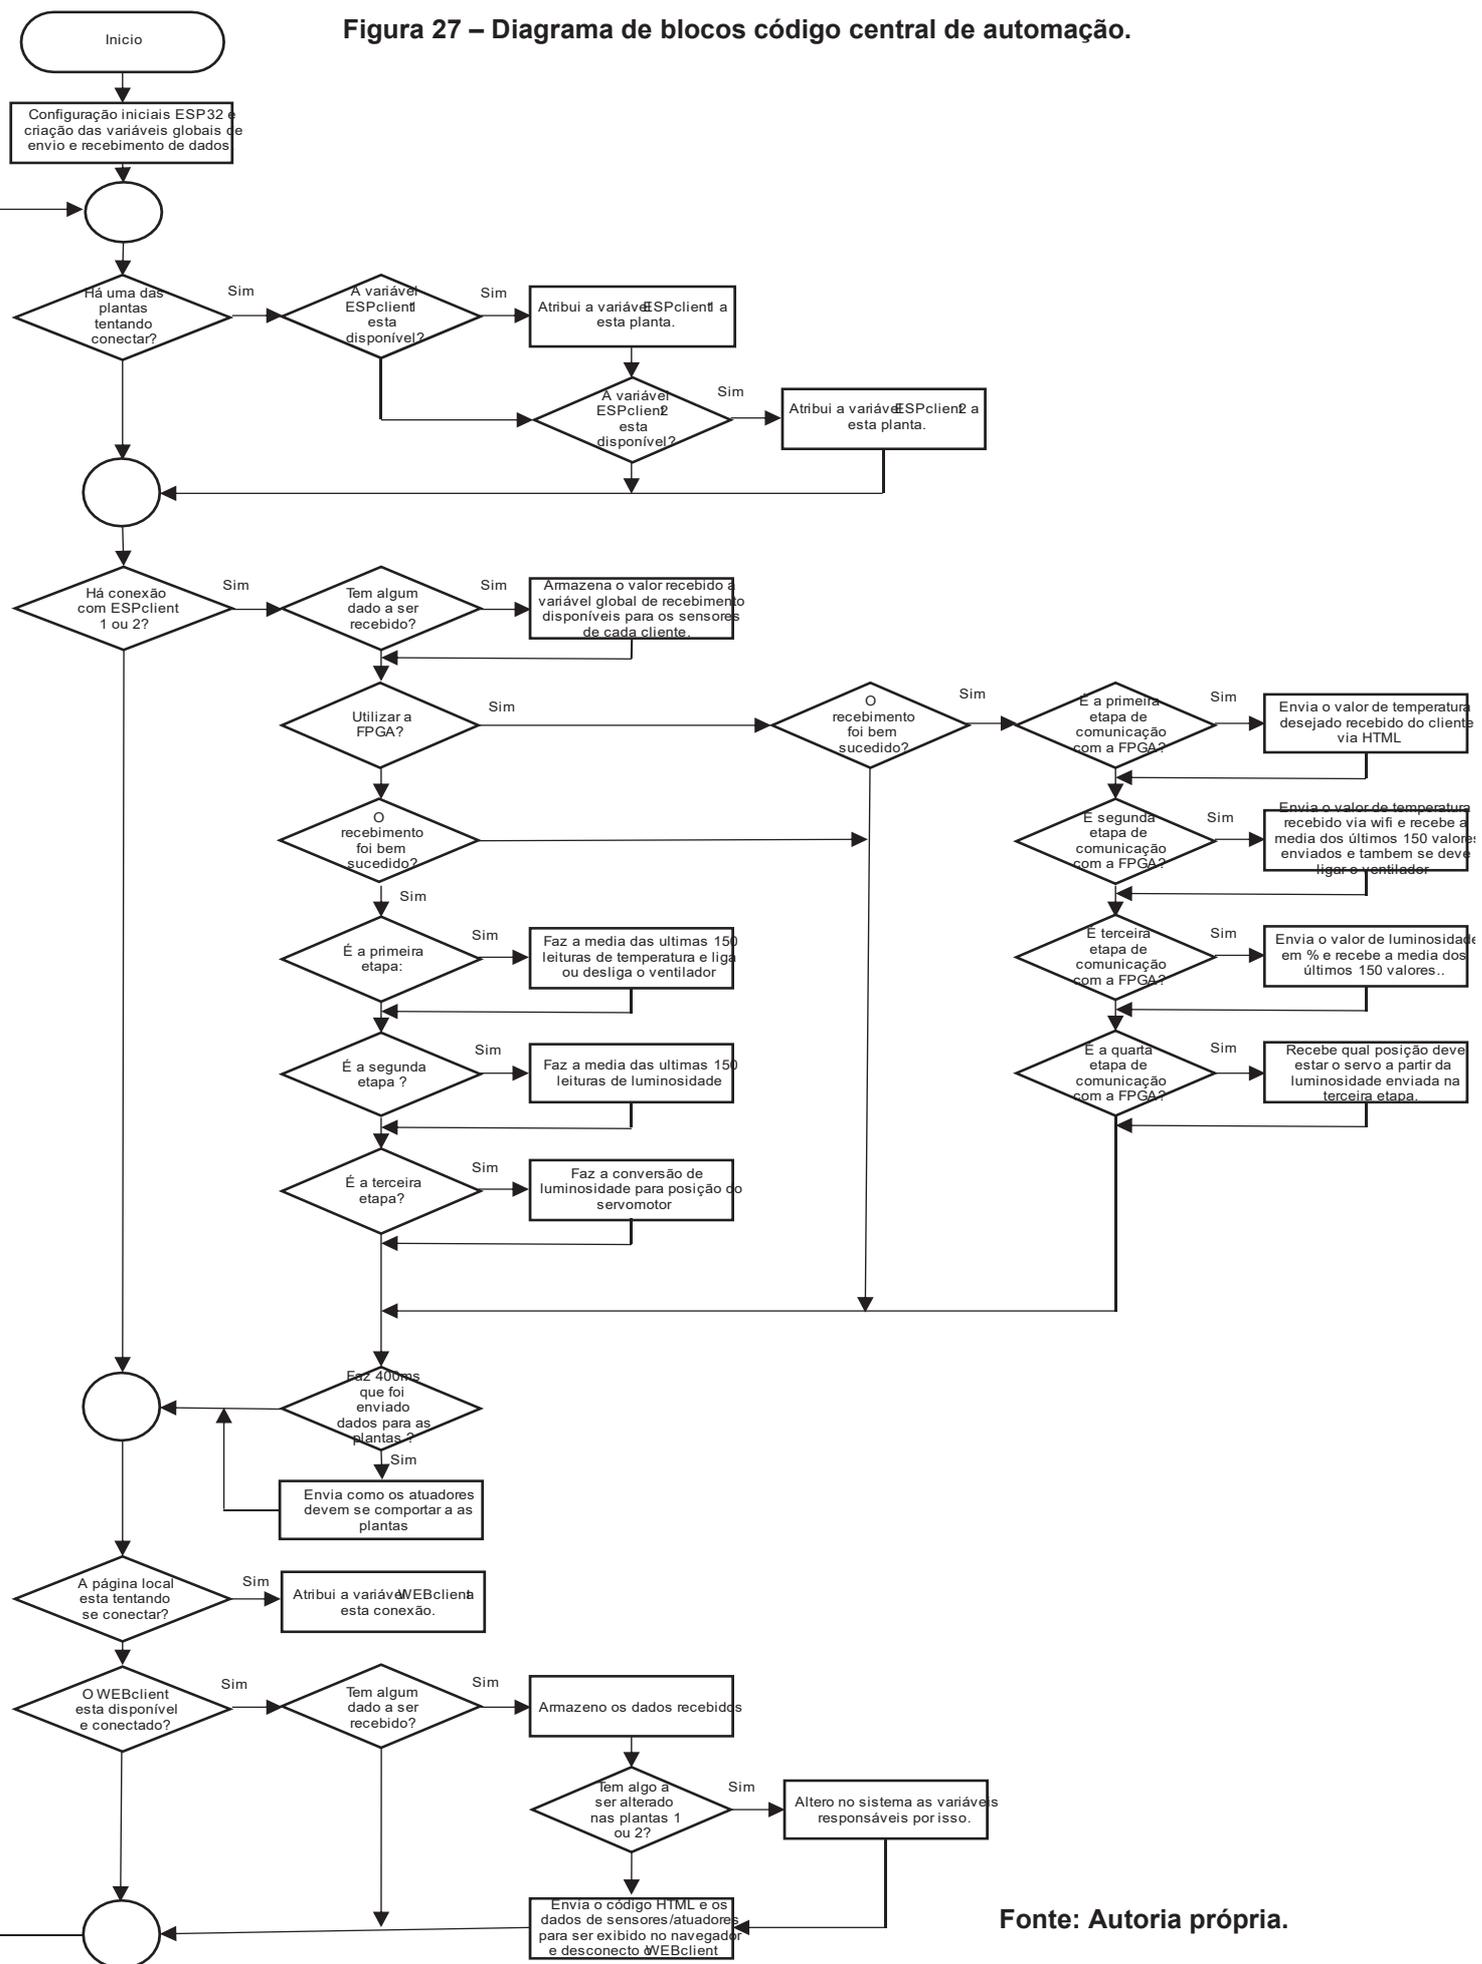 Figura 27 – Diagrama de blocos código central de automação.
Inicio
Configuração iniciais ESP32 e
criação das variáveis globais de
envio e recebimento de dados
Há uma das
plantas
tentando
conectar?
Sim
A variável
ESPclient1
esta
disponível?
Sim
Atribui a variável ESPclient1 a
esta planta.
A variável
ESPclient2
esta
disponível?
Sim
Atribui a variável ESPclient2 a
esta planta.
Há conexão
com ESPclient
1 ou 2?
Sim
Tem algum
dado a ser
recebido?
Sim
Armazena o valor recebido a
variável global de recebimento
disponíveis para os sensores
de cada cliente.
Utilizar a
FPGA?
Sim
O
recebimento
foi bem
sucedido?
Sim
É a primeira
etapa de
comunicação
com a FPGA?
Sim
Envia o valor de temperatura
desejado recebido do cliente
via HTML
O
recebimento
foi bem
sucedido?
Sim
É segunda
etapa de
comunicação
com a FPGA?
Sim
Envia o valor de temperatura
recebido via wifi e recebe a
media dos últimos 150 valores
enviados e tambem se deve
ligar o ventilador
É a primeira
etapa:
Sim
Faz a media das ultimas 150
leituras de temperatura e liga
ou desliga o ventilador
É terceira
etapa de
comunicação
com a FPGA?
Sim
Envia o valor de luminosidade
em % e recebe a media dos
últimos 150 valores..
É a segunda
etapa ?
Sim
Faz a media das ultimas 150
leituras de luminosidade
É a quarta
etapa de
comunicação
com a FPGA?
Sim
Recebe qual posição deve
estar o servo a partir da
luminosidade enviada na
terceira etapa.
É a terceira
etapa?
Sim
Faz a conversão de
luminosidade para posição do
servomotor
Faz 400ms
que foi
enviado
dados para as
plantas ?
Sim
Envia como os atuadores
devem se comportar a as
plantas
A página local
esta tentando
se conectar?
Sim
Atribui a variável WEBclient a
esta conexão.
O WEBclient
esta disponível
e conectado?
Sim
Tem algum
dado a ser
recebido?
Sim
Armazeno os dados recebidos
Tem algo a
ser alterado
nas plantas 1
ou 2?
Sim
Altero no sistema as variáveis
responsáveis por isso.
Envia o código HTML e os
dados de sensores/atuadores
para ser exibido no navegador
e desconecto o WEBclient
Fonte: Autoria própria.